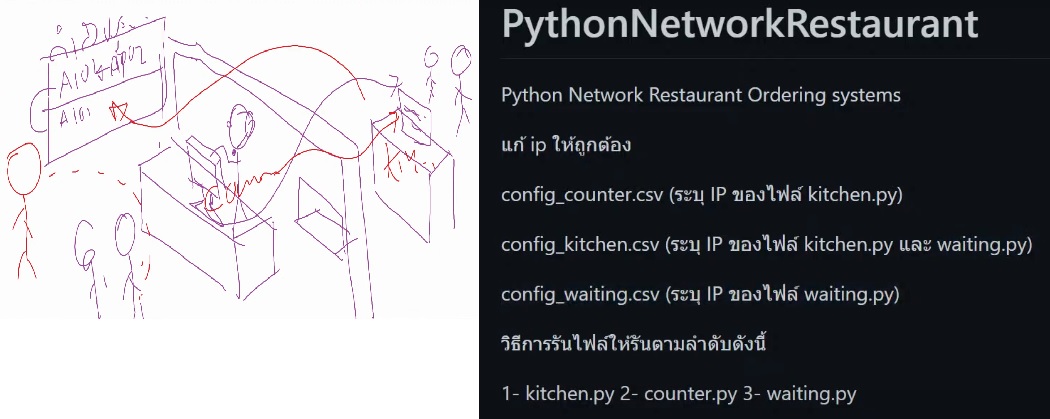 A101
PythonNetworkRestaurant
Python Network Restaurant Ordering systems
แก้ ip ให้ถูกต้อง
config_counter.csv (ระบุ IP ของไฟล์ kitchen.py)
config_kitchen.csv (ระบุ IP ของไฟล์ kitchen.py และ waiting.py)
config_waiting.csv (ระบุ IP ของไฟล์ waiting.py)
วิธีการรันไฟล์ให้รันตามลำดับดังนี้
1- kitchen.py 2- counter.py 3- waiting.py